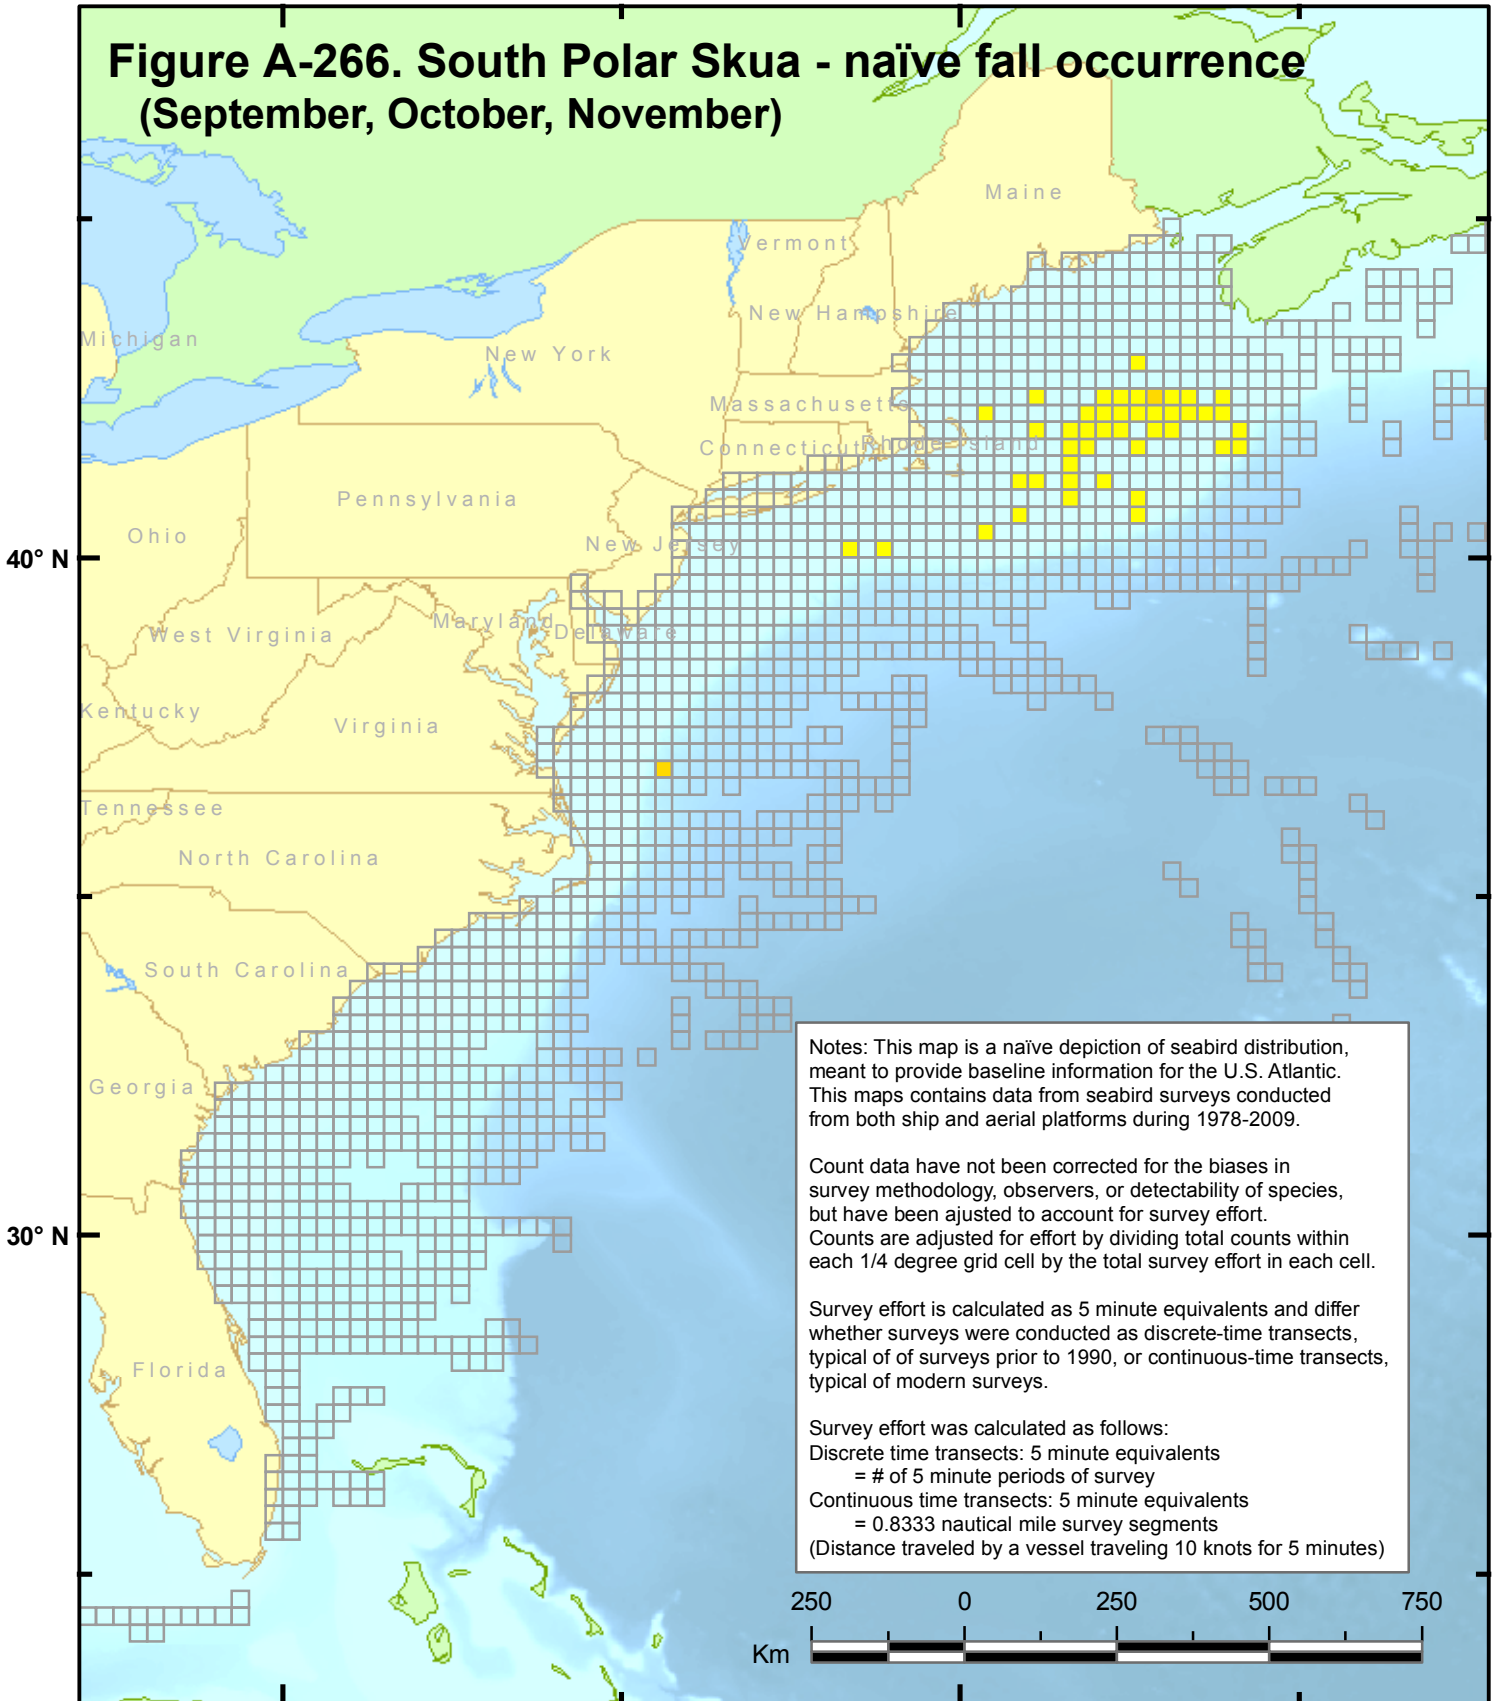 Figure A-266. South Polar Skua - naïve fall occurrence
(September, October, November)
Maine
Vermont
New Hampshire
Michigan
New York
Massachusetts
Connecticut
Rhode Island
Pennsylvania
Ohio
New Jersey
40° N
Maryland
Delaware
West Virginia
Kentucky
Virginia
Tennessee
North Carolina
South Carolina
Georgia
30° N
Florida
Notes: This map is a naïve depiction of seabird distribution,
meant to provide baseline information for the U.S. Atlantic.
This maps contains data from seabird surveys conducted
from both ship and aerial platforms during 1978-2009.
Count data have not been corrected for the biases in
survey methodology, observers, or detectability of species,
but have been ajusted to account for survey effort.
Counts are adjusted for effort by dividing total counts within
each 1/4 degree grid cell by the total survey effort in each cell.
Survey effort is calculated as 5 minute equivalents and differ
whether surveys were conducted as discrete-time transects,
typical of of surveys prior to 1990, or continuous-time transects,
typical of modern surveys.
Survey effort was calculated as follows:
Discrete time transects: 5 minute equivalents
= # of 5 minute periods of survey
Continuous time transects: 5 minute equivalents
= 0.8333 nautical mile survey segments
(Distance traveled by a vessel traveling 10 knots for 5 minutes)
250 0 250 500 750
Km